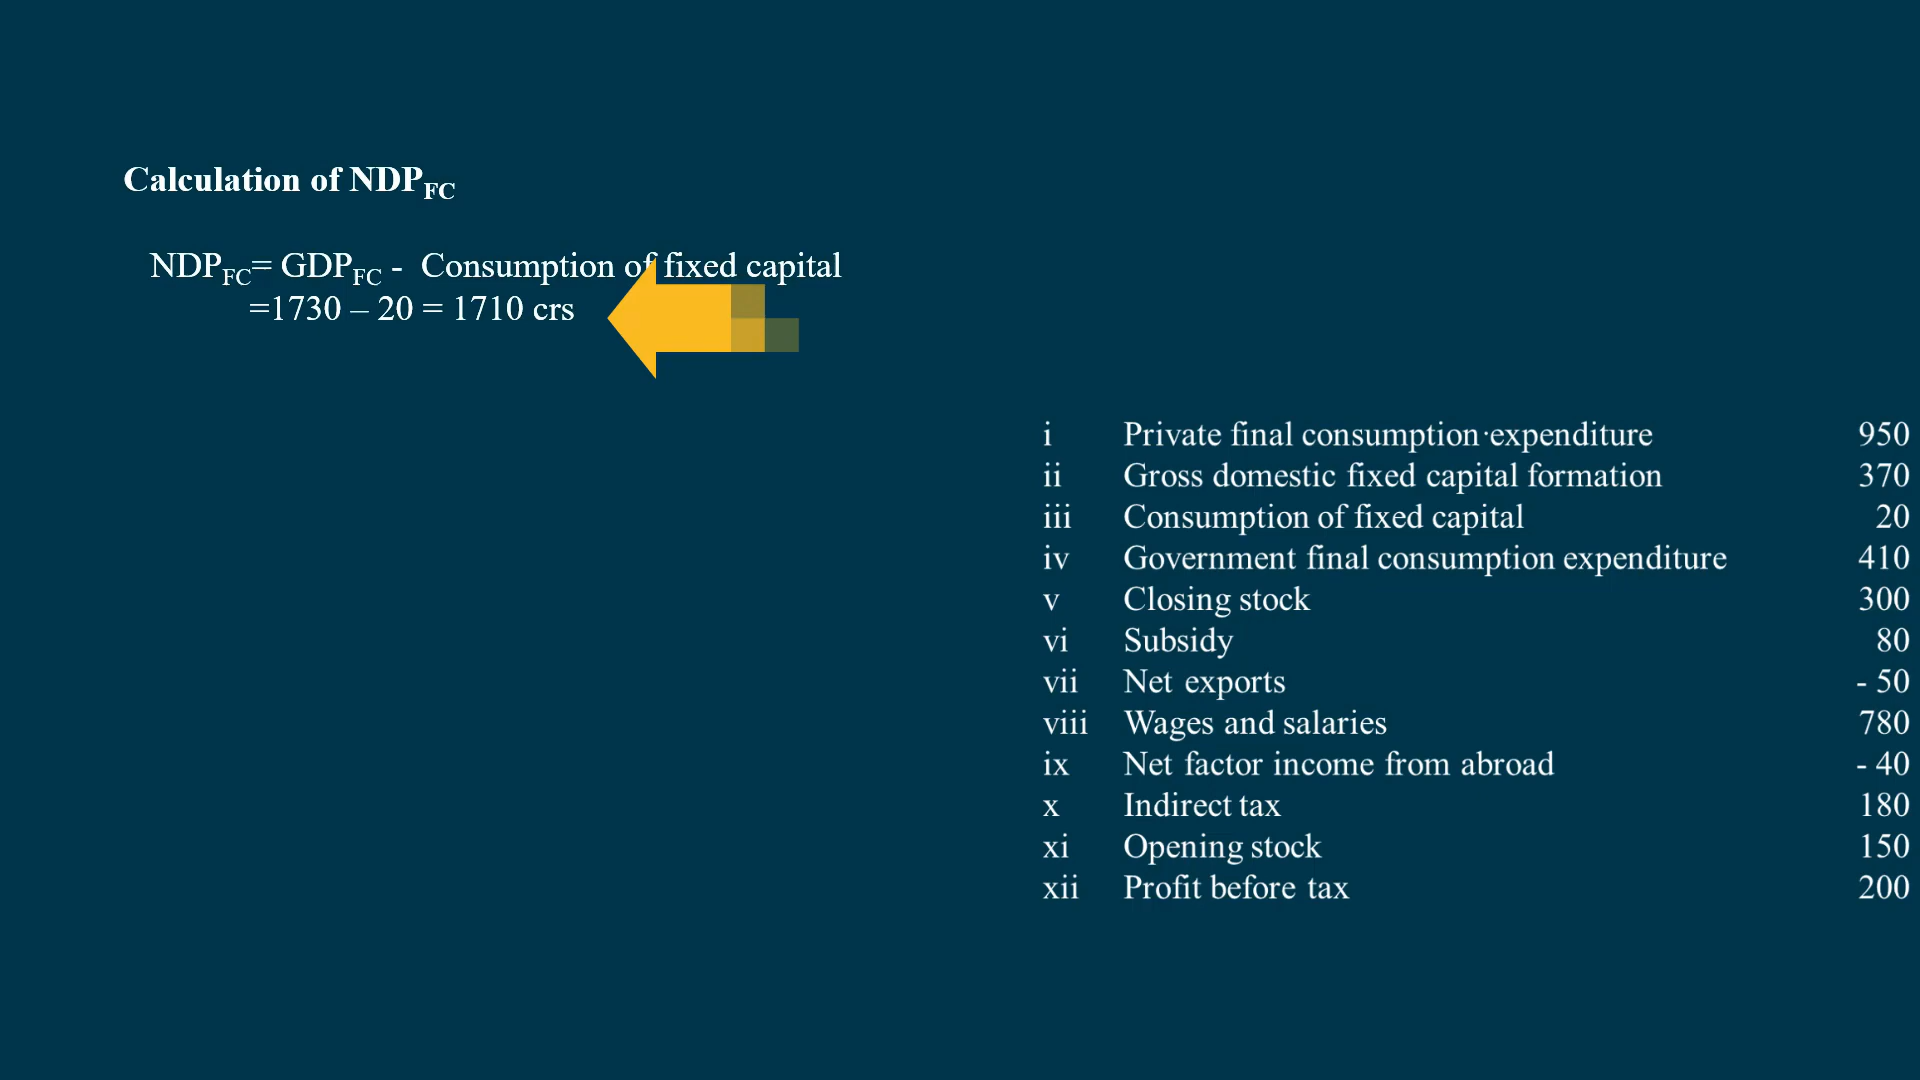 Calculation of NDPFC
NDPFC= GDPFC - Consumption of fixed capital
=1730 – 20 = 1710 crs
i Private final consumption·expenditure 950
ii Gross domestic fixed capital formation 370
iii Consumption of fixed capital 20
iv Government final consumption expenditure 410
v Closing stock 300
vi Subsidy 80
vii Net exports - 50
viii Wages and salaries 780
ix Net factor income from abroad - 40
x Indirect tax 180
xi Opening stock 150
xii Profit before tax 200